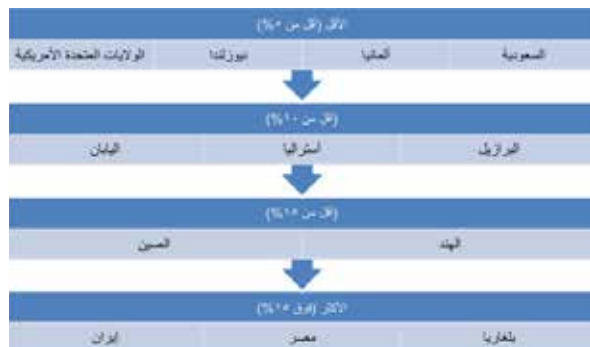 الأقل (أقل من ٥%)
السعودية ألمانيا نيوزلندا الولايات المتحدة الأمريكية
(أقل من ١٠%)
البرازيل أستراليا اليابان
(أقل من ١٥%)
الهند الصين
الأكثر (فوق ١٥%)
بلغاريا مصر إيران